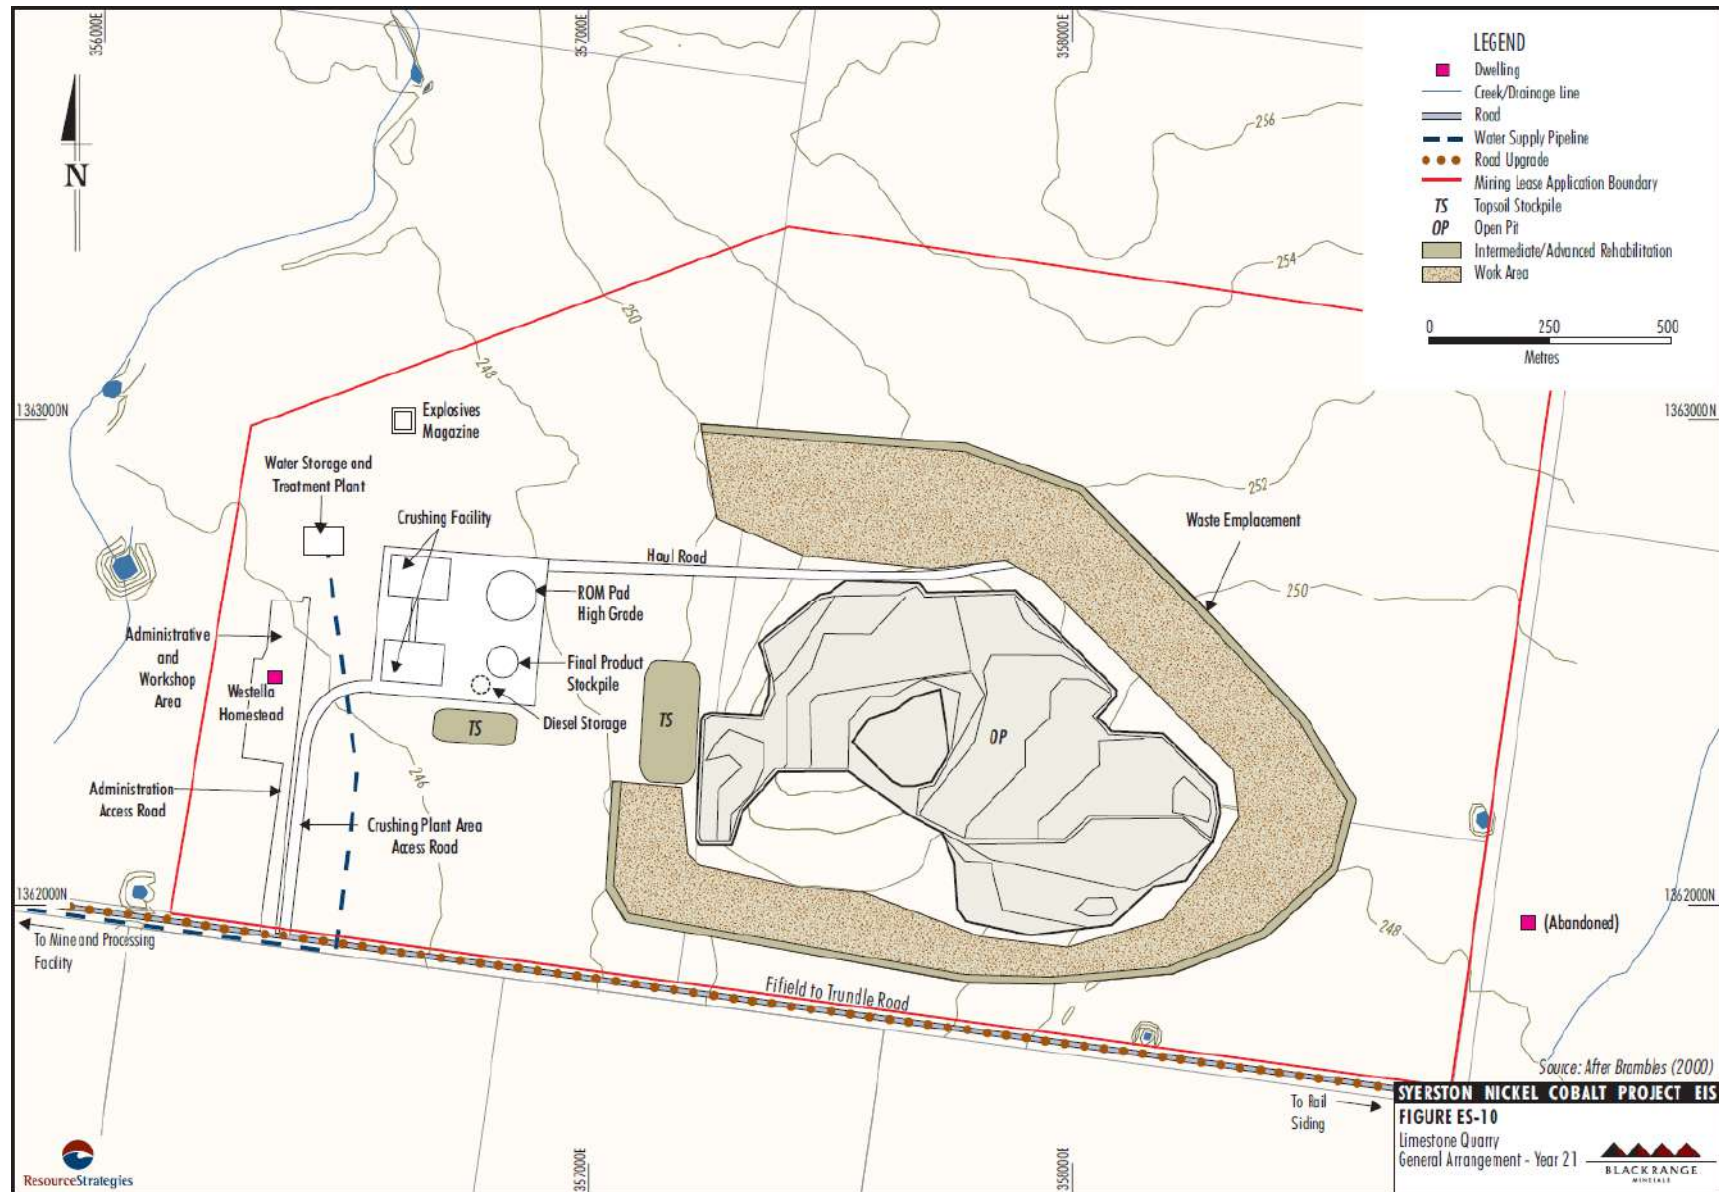 356000E
357000E
358000E
LEGEND
Dwelling
Creek/Drainage Line
Road
Water Supply Pipeline
Road Upgrade
Mining Lease Application Boundary
TS Topsoil Stockpile
OP Open Pit
Intermediate/Advanced Rehabilitation
Work Area
0 250 500
Metres
N
256
254
250
248
1363000N
1363000N
Explosives
Magazine
Water Storage and
Treatment Plant
Crushing Facility
252
Waste Emplacement
Haul Road
ROM Pad
High Grade
250
Administrative
and
Workshop
Area
Westella
Homestead
Final Product
Stockpile
Diesel Storage
TS
TS
OP
246
Administration
Access Road
Crushing Plant Area
Access Road
1362000N
1362000N
(Abandoned)
248
To Mine and Processing
Facility
Fifield to Trundle Road
To Rail
Siding
Source: After Brambles (2000)
SYERSTON NICKEL COBALT PROJECT EIS
FIGURE ES-10
Limestone Quarry
General Arrangement - Year 21
BLACK RANGE
MINERALS
ResourceStrategies
357000E
358000E